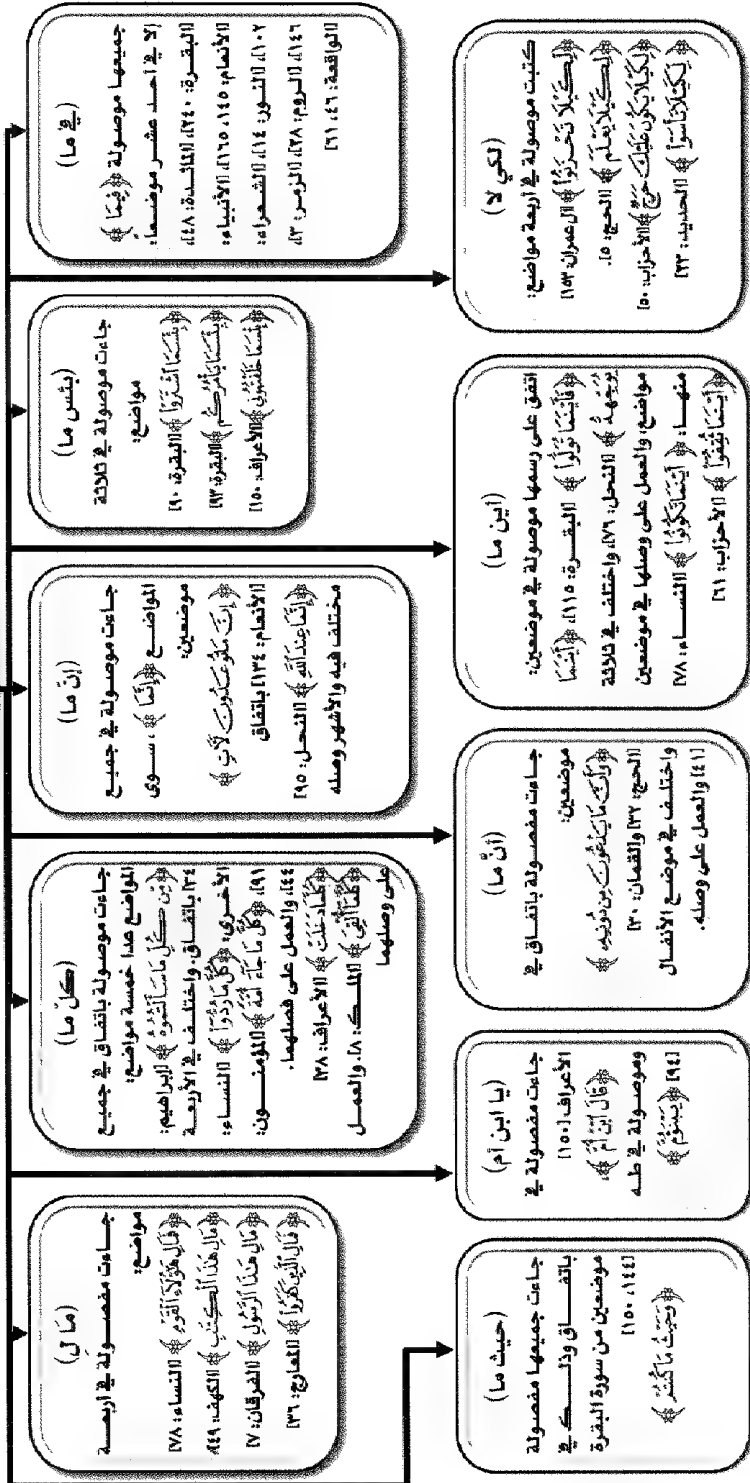 (في ما)
جميعها موصولة ﴿فِيمَا﴾
إلا في أحد عشر موضعاً:
البقرة: ٢٤٠، المائدة: ٤٨،
الأنعام: ١٤٥، ١٦٥، الأنبياء:
١٠٢، النور: ١٤، الشعراء:
١٤٦، الروم: ٢٨، الزمر: ٣،
الواقعة: ٤٦، ٦١]
(بئس ما)
جاءت موصولة في ثلاثة
مواضع:
﴿بِئْسَمَا اشْتَرَوْا﴾ [البقرة: ٩٠]
﴿بِئْسَمَا يَأْمُرُكُمْ﴾ [البقرة: ٩٣]
﴿بِئْسَمَا خَلَفْتُمُونِي﴾ [الأعراف: ١٥٠]
(إنّ ما)
جاءت موصولة في جميع
المواضع ﴿إِنَّمَا﴾، سوى
موضعين:
﴿إِنَّ مَا تُوعَدُونَ لَآتٍ﴾
[الأنعام: ١٣٤] باتفاق
﴿إِنَّمَا عِندَ اللَّهِ﴾ [النحل: ٩٥]
مختلف فيه والأشهر وصله
(كلّ ما)
جاءت موصولة باتفاق في جميع
المواضع عدا خمسة مواضع:
﴿مِّن كُلِّ مَا سَأَلْتُمُوهُ﴾ [إبراهيم:
٣٤] باتفاق، واختلف في الأربعة
الأخرى: ﴿كُلَّ مَا رُدُّوا﴾ [النساء:
٩١]، ﴿كُلَّ مَا جَاءَ أُمَّةً﴾ [المؤمنون:
٤٤]، والعمل على فصلهما.
﴿كُلَّمَا دَخَلَتْ﴾ [الأعراف: ٣٨]
﴿كُلَّمَا أُلْقِيَ﴾ [الملك: ٨]، والعمل
على وصلهما
(مَالِ)
جاءت مفصولة في أربعة
مواضع:
﴿فَمَالِ هَؤُلَاءِ الْقَوْمِ﴾ [النساء: ٧٨]
﴿مَالِ هَذَا الْكِتَابِ﴾ [الكهف: ٤٩]
﴿مَالِ هَذَا الرَّسُولِ﴾ [الفرقان: ٧]
﴿فَمَالِ الَّذِينَ كَفَرُوا﴾ [المعارج: ٣٦]
(لكي لا)
كتبت موصولة في أربعة مواضع:
﴿لِّكَيْلَا تَحْزَنُوا﴾ [آل عمران: ١٥٣]
﴿لِكَيْلَا يَعْلَمَ﴾ [الحج: ٥].
﴿لِكَيْلَا يَكُونَ عَلَيْكَ حَرَجٌ﴾ [الأحزاب: ٥٠]
﴿لِّكَيْلَا تَأْسَوْا﴾ [الحديد: ٢٣]
(أين ما)
اتفق على رسمها موصولة في موضعين:
﴿فَأَيْنَمَا تُوَلُّوا﴾ [البقرة: ١١٥]، ﴿أَيْنَمَا
يُوَجِّههُّ﴾ [النحل: ٧٦]، واختلف في ثلاثة
مواضع، والعمل على وصلها في موضعين
منها: ﴿أَيْنَمَا تَكُونُوا﴾ [النساء: ٧٨]
﴿أَيْنَمَا ثُقِفُوا﴾ [الأحزاب: ٦١]
(أنّ ما)
جاءت مفصولة باتفاق في
موضعين:
﴿وَأَنَّ مَا يَدْعُونَ مِن دُونِهِ﴾
[الحج: ٦٢] ولقمان: ٣٠]
واختلف في موضع الأنفال
[٤١] والعمل على وصله.
(يا ابن أم)
جاءت مفصولة في
الأعراف [١٥٠]
﴿قَالَ ابْنَ أُمَّ﴾،
وموصولة في طه
﴿يَبْنَؤُمَّ﴾ [٩٤]
(حيث ما)
جاءت جميعها مفصولة
باتفاق وذلك في
موضعين من سورة البقرة
[١٤٤، ١٥٠]
﴿وَحَيْثُ مَا كُنتُمْ﴾